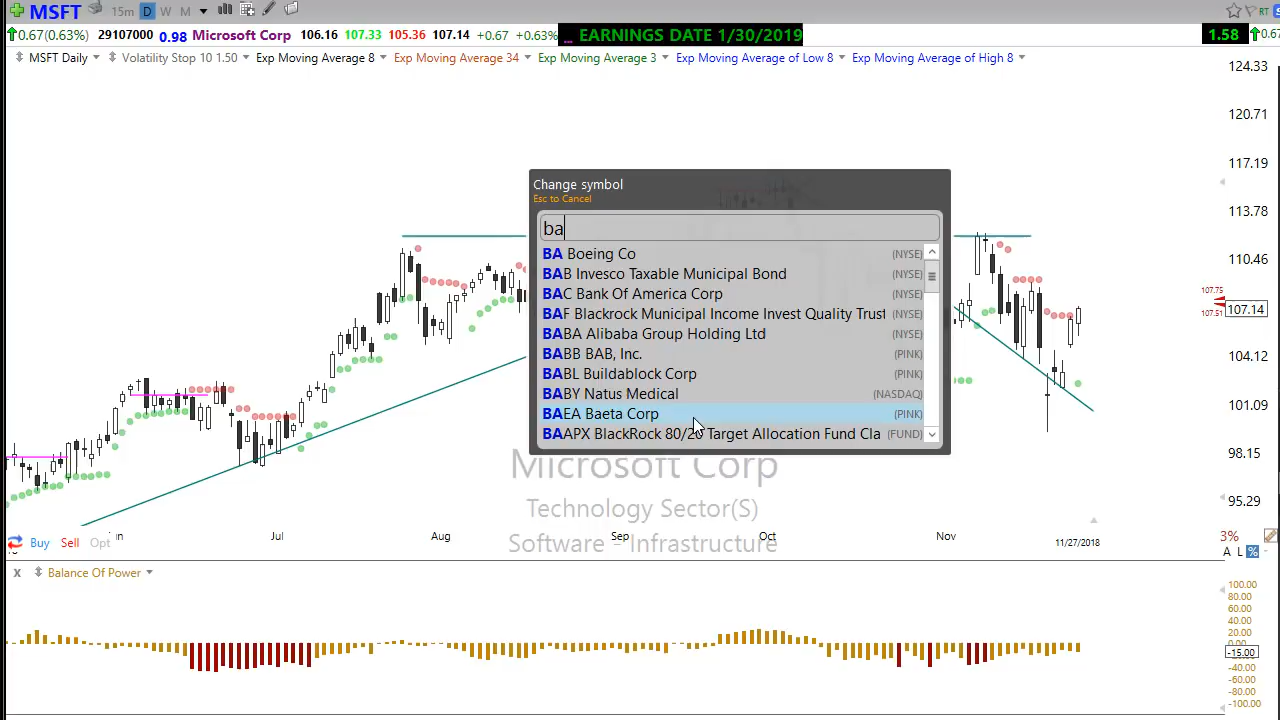 MSFT 15m D W M
0.67(0.63%) 29107000 0.98 Microsoft Corp 106.16 107.33 105.36 107.14 +0.67 +0.63% ... EARNINGS DATE 1/30/2019 1.58
MSFT Daily Volatility Stop 10 1.50 Exp Moving Average 8 Exp Moving Average 34 Exp Moving Average 3 Exp Moving Average of Low 8 Exp Moving Average of High 8
124.33
120.71
117.19
113.78
110.46
107.75
107.51
107.14
104.12
101.09
98.15
95.29
Change symbol
Esc to Cancel
ba
BA Boeing Co (NYSE)
BAB Invesco Taxable Municipal Bond (NYSE)
BAC Bank Of America Corp (NYSE)
BAF Blackrock Municipal Income Invest Quality Trust (NYSE)
BABA Alibaba Group Holding Ltd (NYSE)
BABB BAB, Inc. (PINK)
BABL Buildablock Corp (PINK)
BABY Natus Medical (NASDAQ)
BAEA Baeta Corp (PINK)
BAAPX BlackRock 80/20 Target Allocation Fund Cla (FUND)
Microsoft Corp
Technology Sector(S)
Software - Infrastructure
Jul Aug Sep Oct Nov 11/27/2018
Buy Sell Opt
3%
A L %
X Balance Of Power
100.00
80.00
60.00
40.00
20.00
0.00
-15.00
-40.00
-60.00
-80.00
-100.00